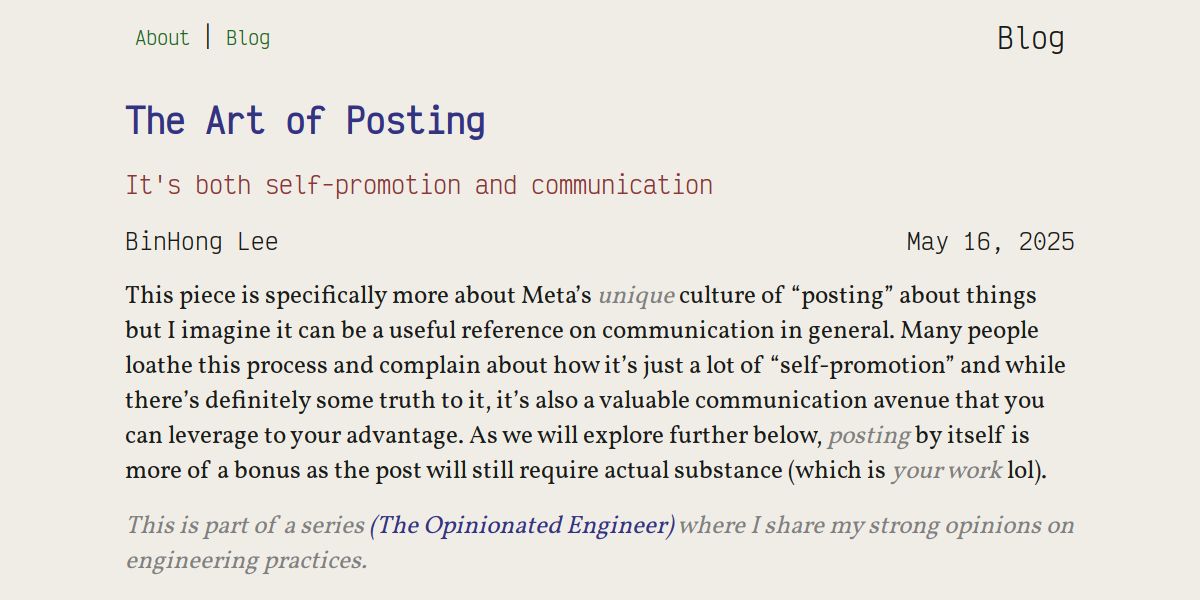 About | Blog
Blog
The Art of Posting
It's both self-promotion and communication
BinHong Lee
May 16, 2025
This piece is specifically more about Meta’s unique culture of “posting” about things
but I imagine it can be a useful reference on communication in general. Many people
loathe this process and complain about how it’s just a lot of “self-promotion” and while
there’s definitely some truth to it, it’s also a valuable communication avenue that you
can leverage to your advantage. As we will explore further below, posting by itself is
more of a bonus as the post will still require actual substance (which is your work lol).
This is part of a series (The Opinionated Engineer) where I share my strong opinions on
engineering practices.